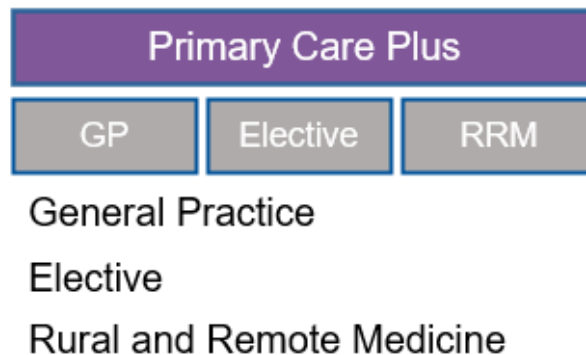 Primary Care Plus
GP Elective RRM
General Practice
Elective
Rural and Remote Medicine